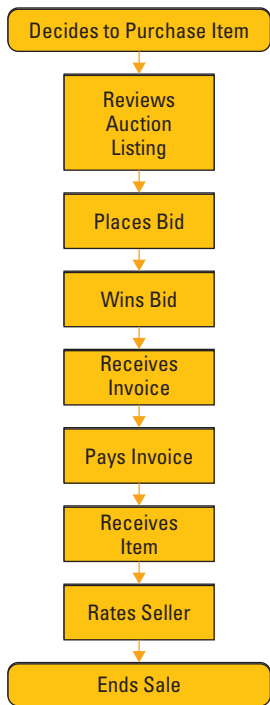 Decides to Purchase Item
Reviews
Auction
Listing
Places Bid
Wins Bid
Receives
Invoice
Pays Invoice
Receives
Item
Rates Seller
Ends Sale